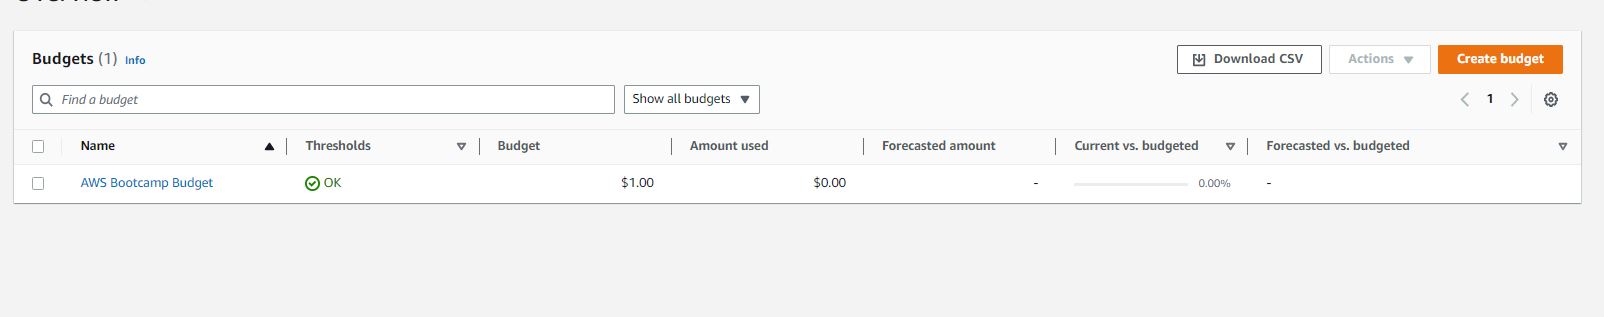 Budgets (1) Info
Download CSV
Actions
Create budget
Find a budget
Show all budgets
1
Name Thresholds Budget Amount used Forecasted amount Current vs. budgeted Forecasted vs. budgeted
AWS Bootcamp Budget OK $1.00 $0.00 - 0.00% -